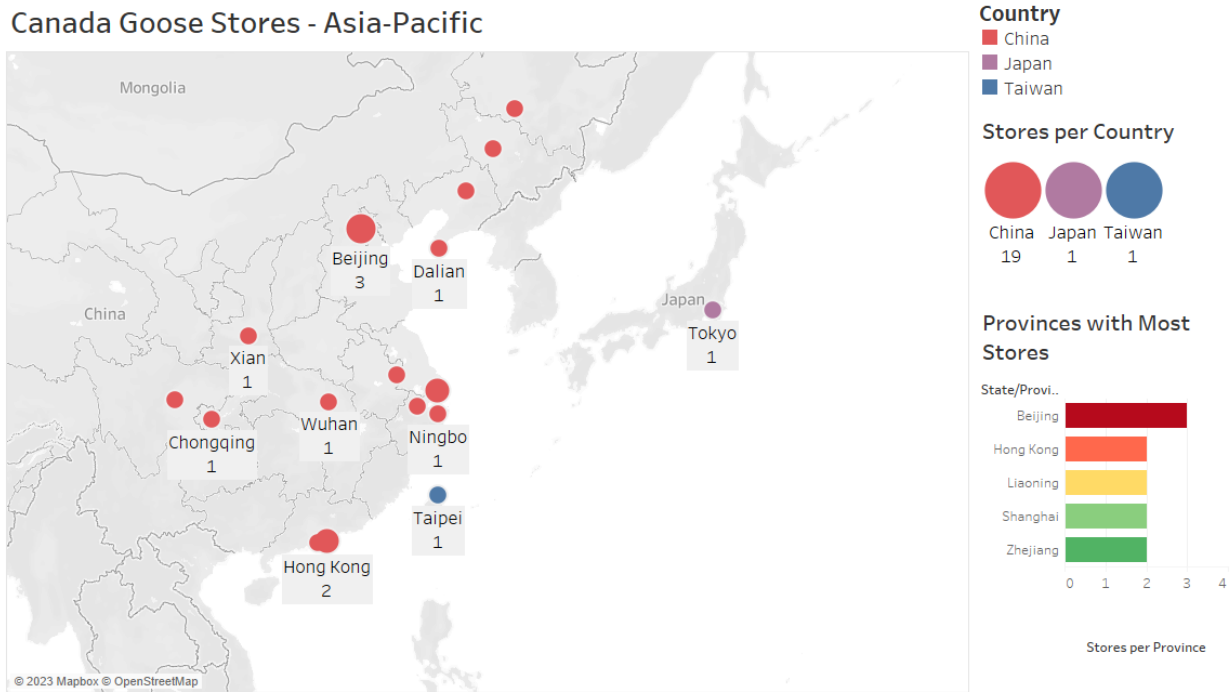 Canada Goose Stores - Asia-Pacific
Mongolia
Beijing
3
Dalian
1
China
Japan
Tokyo
1
Xian
1
Chongqing
1
Wuhan
1
Ningbo
1
Taipei
1
Hong Kong
2
© 2023 Mapbox © OpenStreetMap
Country
China
Japan
Taiwan
Stores per Country
China Japan Taiwan
19 1 1
Provinces with Most
Stores
State/Provi..
Beijing
Hong Kong
Liaoning
Shanghai
Zhejiang
0 1 2 3 4
Stores per Province